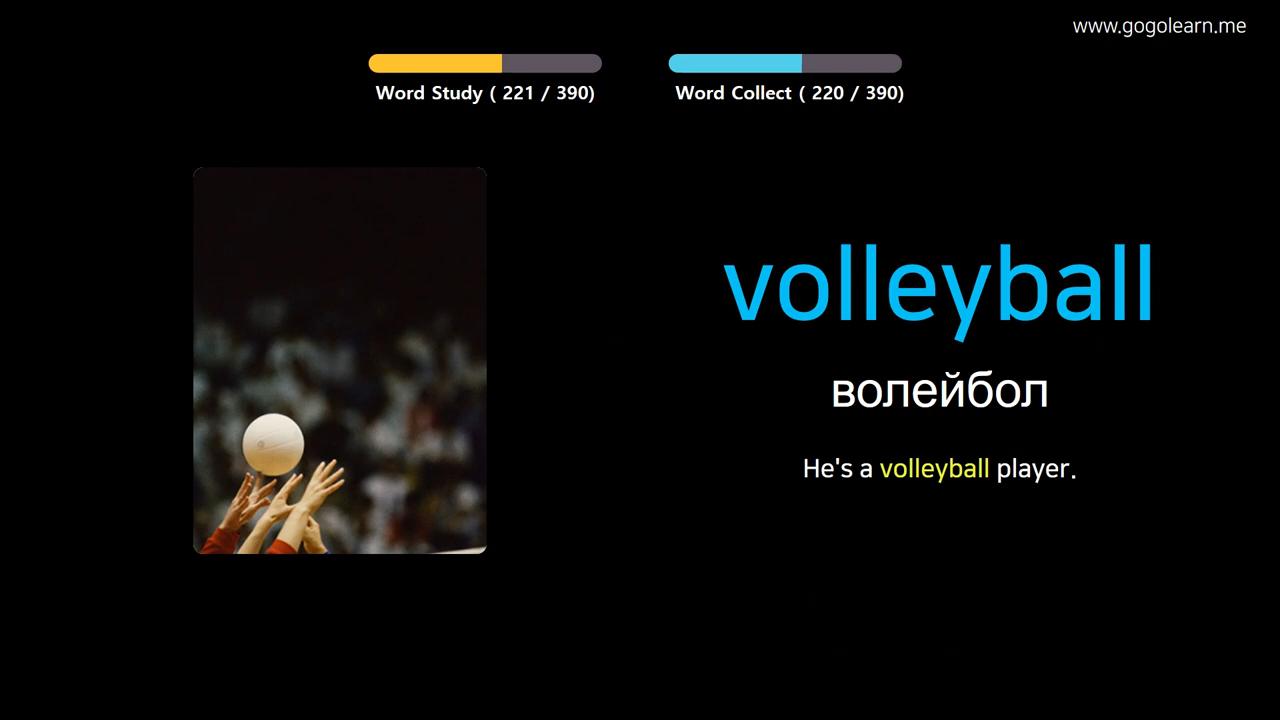 www.gogolearn.me
Word Study ( 221 / 390)
Word Collect ( 220 / 390)
volleyball
волейбол
He's a volleyball player.